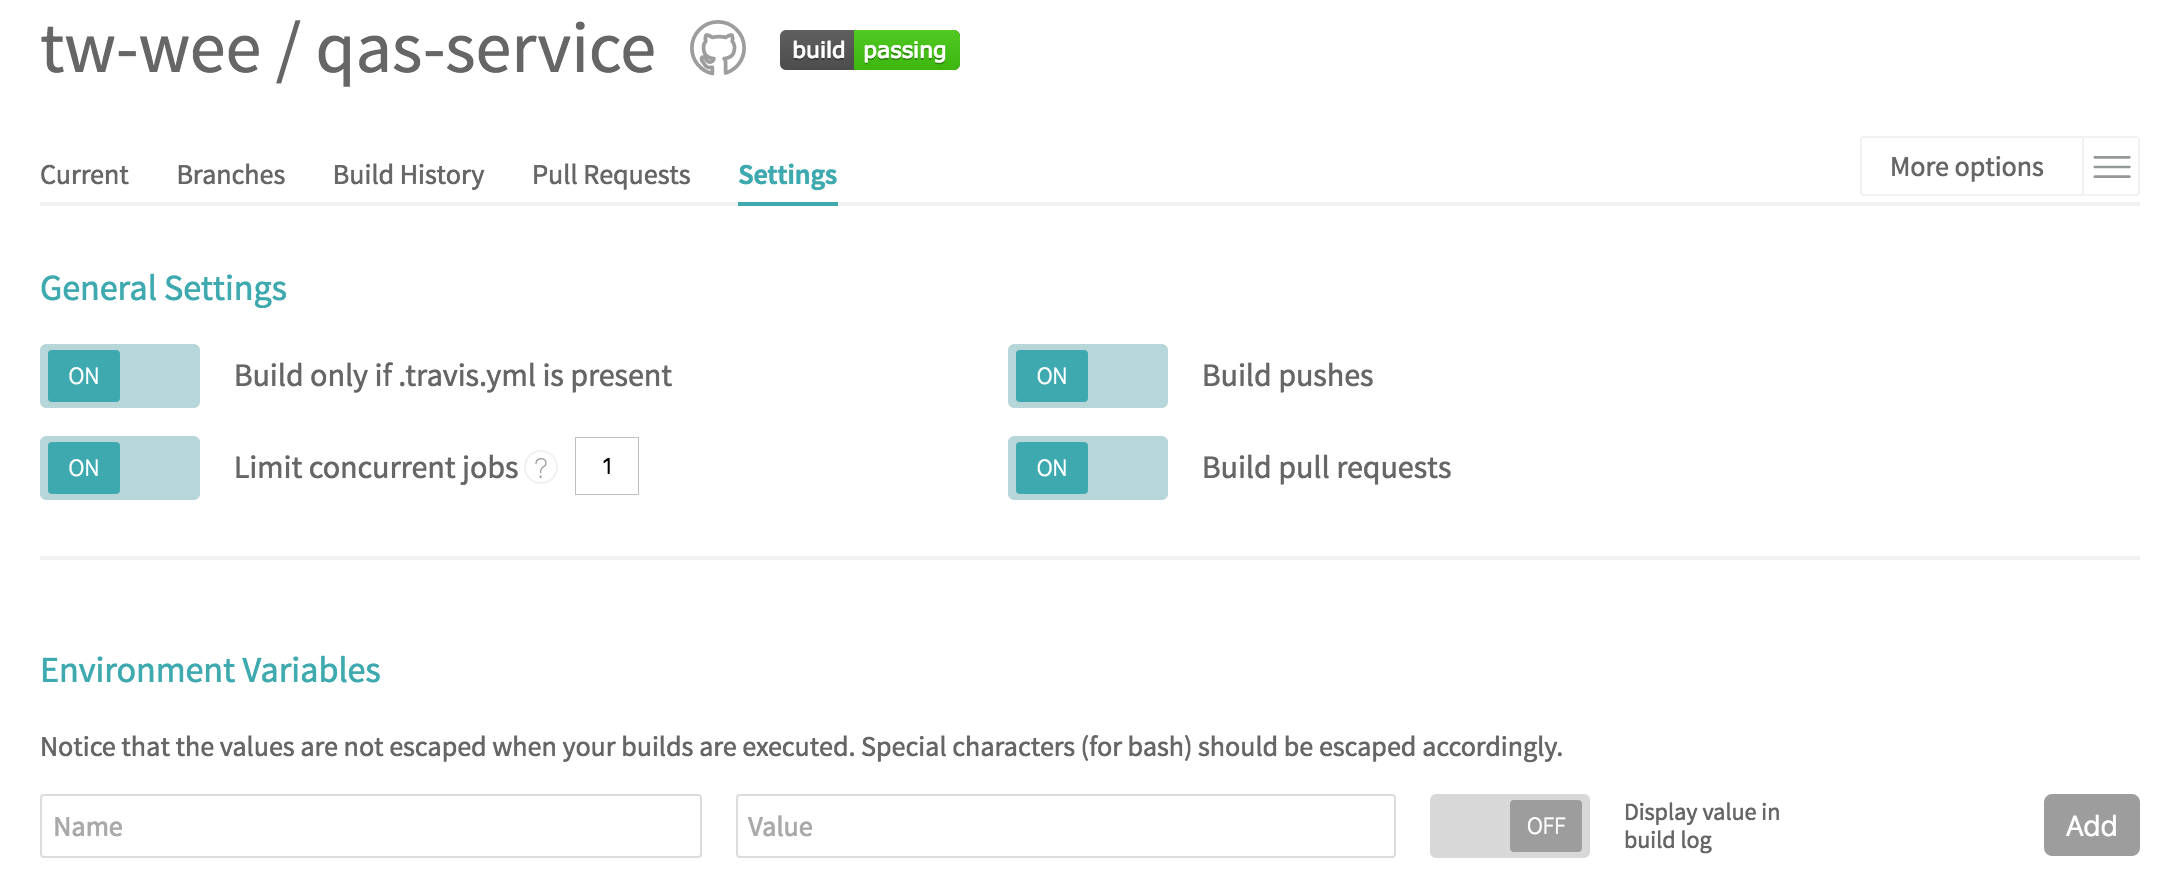 tw-wee / qas-service
build passing
Current Branches Build History Pull Requests Settings
More options
General Settings
ON Build only if .travis.yml is present
ON Build pushes
ON Limit concurrent jobs ? 1
ON Build pull requests
Environment Variables
Notice that the values are not escaped when your builds are executed. Special characters (for bash) should be escaped accordingly.
Name
Value
OFF
Display value in
build log
Add